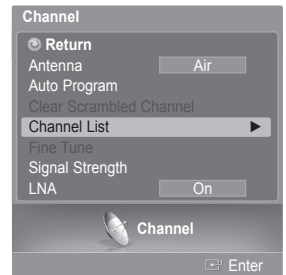 Channel
Return
Antenna Air
Auto Program
Clear Scrambled Channel
Channel List
Fine Tune
Signal Strength
LNA On
Channel
Enter